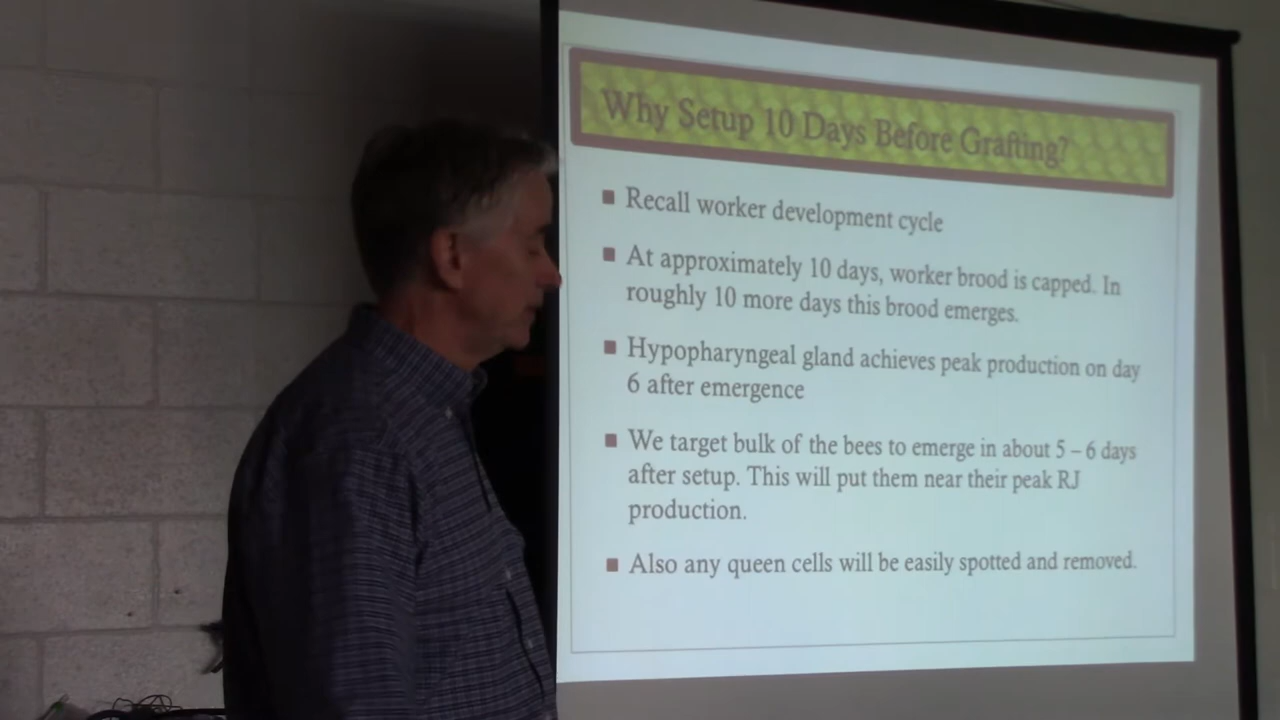 Why Setup 10 Days Before Grafting?
Recall worker development cycle
At approximately 10 days, worker brood is capped. In
roughly 10 more days this brood emerges.
Hypopharyngeal gland achieves peak production on day
6 after emergence
We target bulk of the bees to emerge in about 5 – 6 days
after setup. This will put them near their peak RJ
production.
Also any queen cells will be easily spotted and removed.